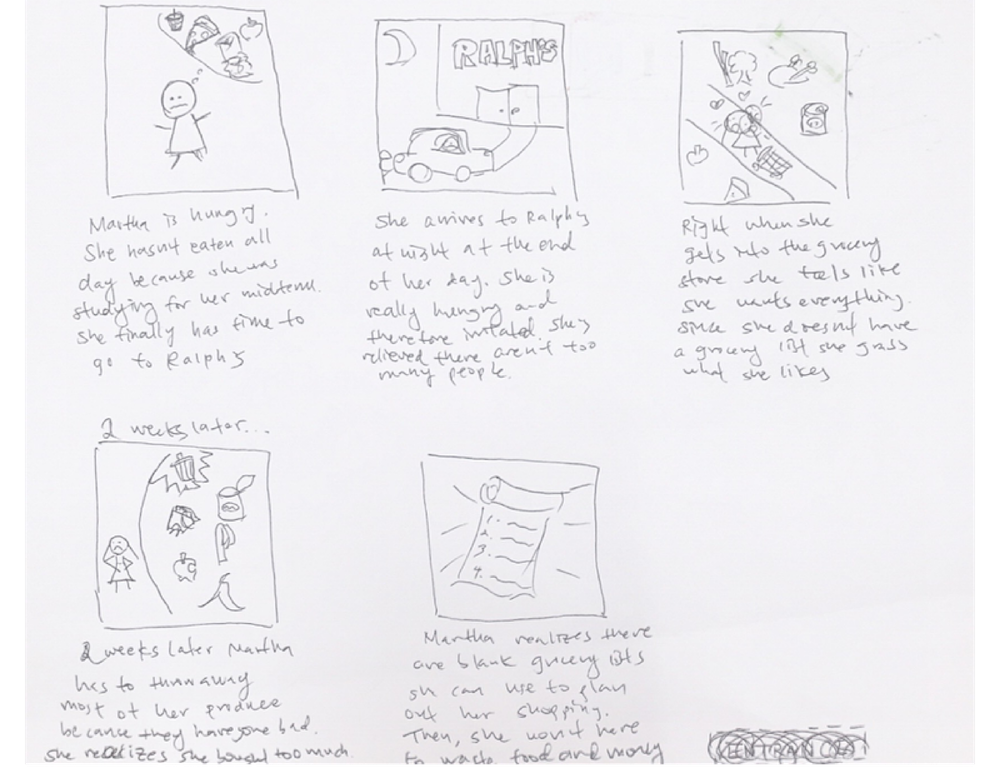 Martha is hungry.
She hasn't eaten all
day because she was
studying for her midterm.
She finally has time to
go to Ralph's
RALPH'S
She arrives to Ralph's
at night at the end
of her day. She is
really hungry and
therefore irritated. She's
relieved there aren't too
many people.
Right when she
gets into the grocery
store she feels like
she wants everything.
since she doesn't have
a grocery list she grabs
what she likes
2 weeks later...
2 weeks later Martha
has to throw away
most of her produce
because they have gone bad.
she realizes she bought too much.
1.
2.
3.
4.
Martha realizes there
are blank grocery lists
she can use to plan
out her shopping.
Then, she won't have
to waste food and money